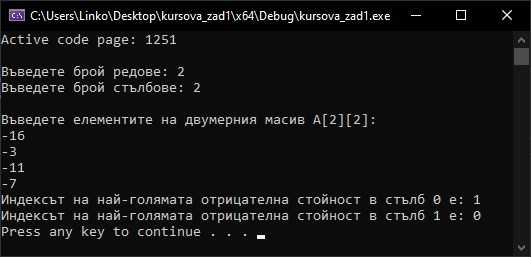 C:\Users\Linko\Desktop\kursova_zad1\x64\Debug\kursova_zad1.exe
Active code page: 1251
Въведете брой редове: 2
Въведете брой стълбове: 2
Въведете елементите на двумерния масив A[2][2]:
-16
-3
-11
-7
Индексът на най-голямата отрицателна стойност в стълб 0 е: 1
Индексът на най-голямата отрицателна стойност в стълб 1 е: 0
Press any key to continue . . .